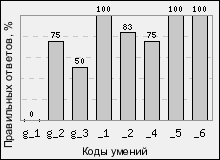 Правильных ответов, %
100 100 100
83
75 75
50
0
g_1 g_2 g_3 _1 _2 _4 _5 _6
Коды умений